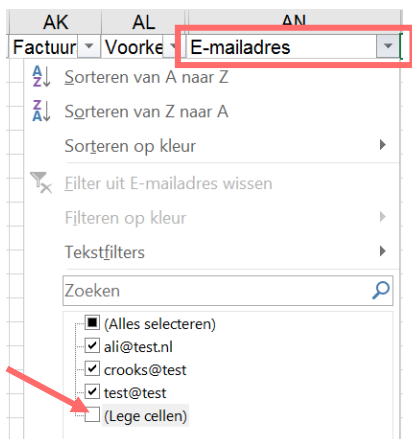 AK AL AN
Factuur Voorke E-mailadres
Sorteren van A naar Z
Sorteren van Z naar A
Sorteren op kleur
Filter uit E-mailadres wissen
Filteren op kleur
Tekstfilters
Zoeken
(Alles selecteren)
ali@test.nl
crooks@test
test@test
(Lege cellen)